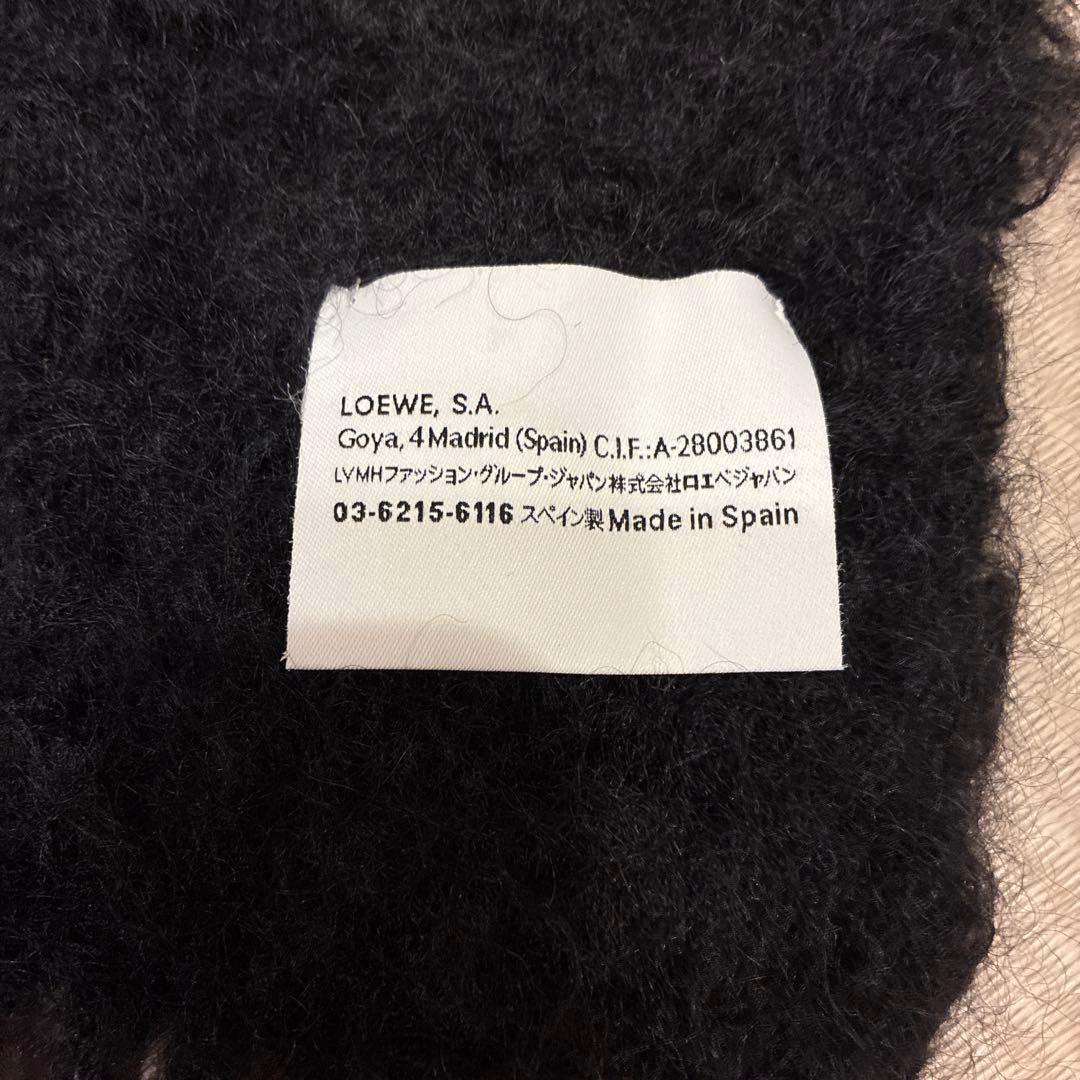 LOEWE, S.A.
Goya, 4 Madrid (Spain) C.I.F.:A-28003861
LVMHファッション・グループ・ジャパン株式会社ロエベジャパン
03-6215-6116 スペイン製 Made in Spain